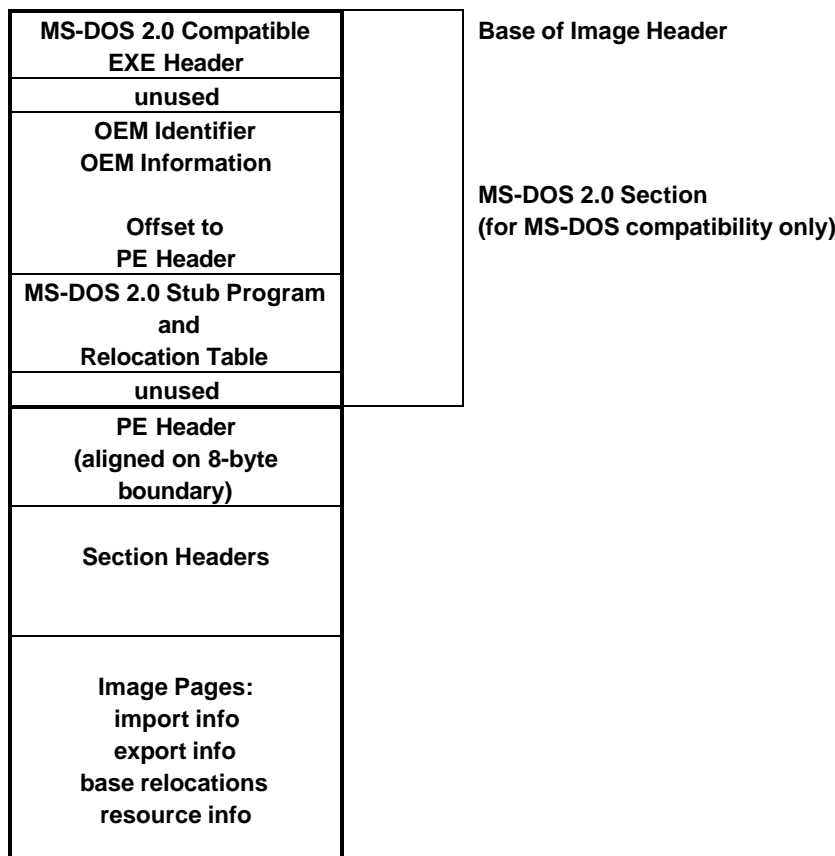 MS-DOS 2.0 Compatible
EXE Header
Base of Image Header
unused
OEM Identifier
OEM Information
Offset to
PE Header
MS-DOS 2.0 Section
(for MS-DOS compatibility only)
MS-DOS 2.0 Stub Program
and
Relocation Table
unused
PE Header
(aligned on 8-byte
boundary)
Section Headers
Image Pages:
import info
export info
base relocations
resource info